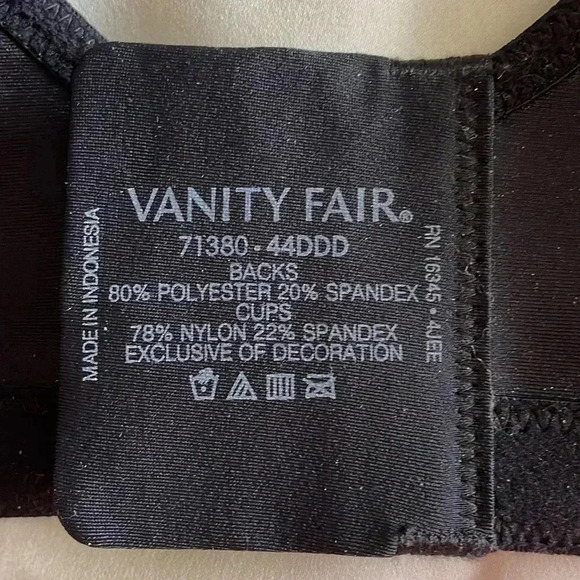 VANITY FAIR®
71380 - 44DDD
BACKS
80% POLYESTER 20% SPANDEX
CUPS
78% NYLON 22% SPANDEX
EXCLUSIVE OF DECORATION
MADE IN INDONESIA
RN 16345 •